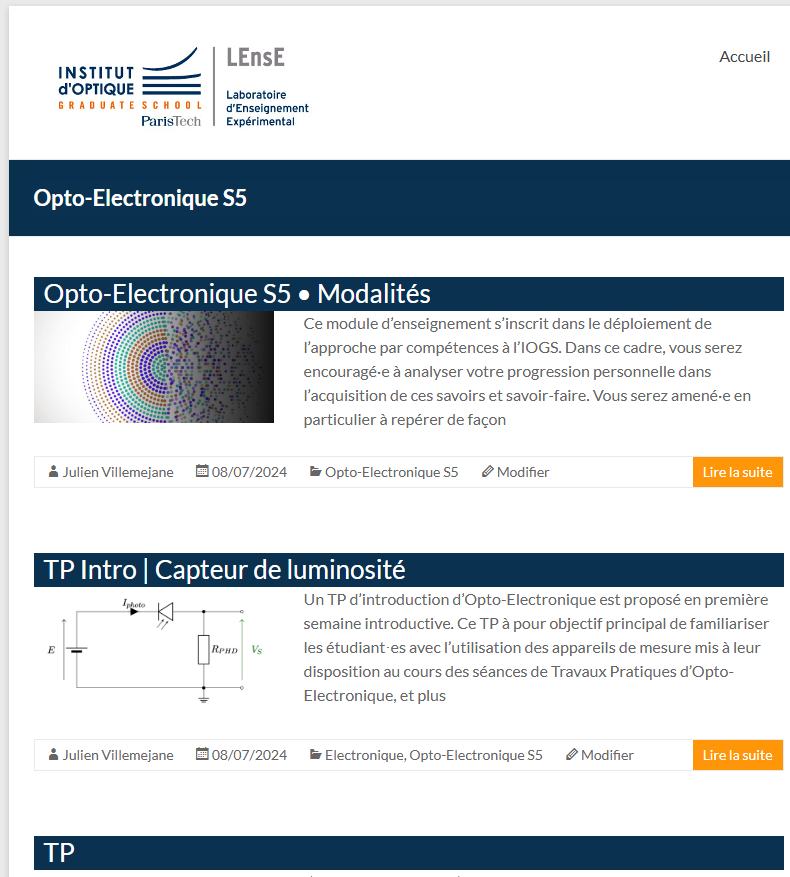 INSTITUT
d'OPTIQUE
GRADUATE SCHOOL
ParisTech
LEnsE
Laboratoire
d'Enseignement
Expérimental
Accueil
Opto-Electronique S5
Opto-Electronique S5 • Modalités
Ce module d’enseignement s’inscrit dans le déploiement de
l’approche par compétences à l’IOGS. Dans ce cadre, vous serez
encouragé·e à analyser votre progression personnelle dans
l’acquisition de ces savoirs et savoir-faire. Vous serez amené·e en
particulier à repérer de façon
Julien Villemejane 08/07/2024 Opto-Electronique S5 Modifier Lire la suite
TP Intro | Capteur de luminosité
Iphoto
E
RPHD
VS
Un TP d’introduction d’Opto-Electronique est proposé en première
semaine introductive. Ce TP à pour objectif principal de familiariser
les étudiant·es avec l’utilisation des appareils de mesure mis à leur
disposition au cours des séances de Travaux Pratiques d’Opto-
Electronique, et plus
Julien Villemejane 08/07/2024 Electronique, Opto-Electronique S5 Modifier Lire la suite
TP